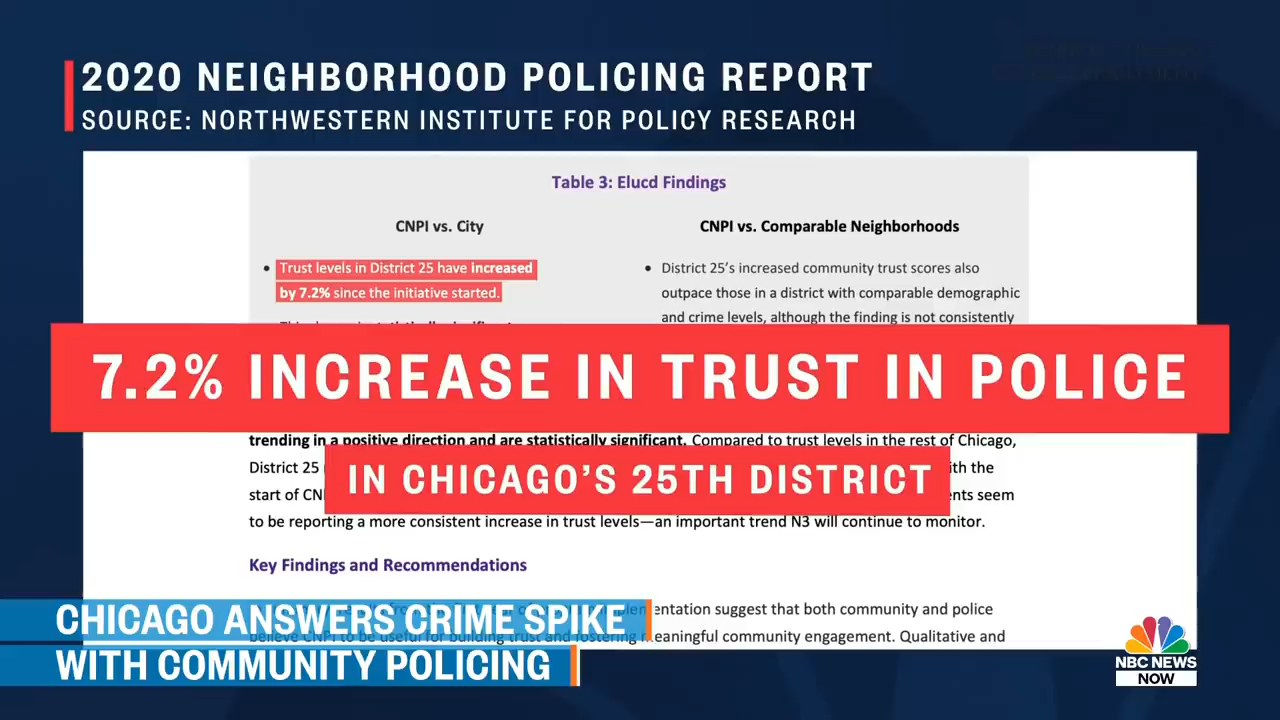 2020 NEIGHBORHOOD POLICING REPORT
SOURCE: NORTHWESTERN INSTITUTE FOR POLICY RESEARCH
Table 3: Elucd Findings
CNPI vs. City
CNPI vs. Comparable Neighborhoods
• Trust levels in District 25 have increased
by 7.2% since the initiative started.
• District 25's increased community trust scores also
outpace those in a district with comparable demographic
and crime levels, although the finding is not consistently
7.2% INCREASE IN TRUST IN POLICE
trending in a positive direction and are statistically significant. Compared to trust levels in the rest of Chicago,
District 25
IN CHICAGO'S 25TH DISTRICT
the
start of
seem
to be reporting a more consistent increase in trust levels—an important trend N3 will continue to monitor.
Key Findings and Recommendations
suggest that both community and police
believe CNPI to be useful for building trust and fostering meaningful community engagement. Qualitative and
CHICAGO ANSWERS CRIME SPIKE
WITH COMMUNITY POLICING
NBC NEWS
NOW